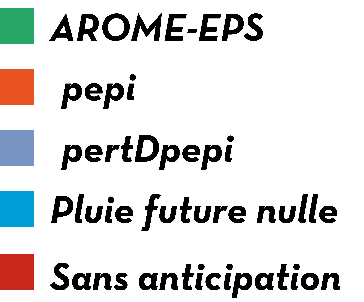 AROME-EPS
pepi
pertDpepi
Pluie future nulle
Sans anticipation